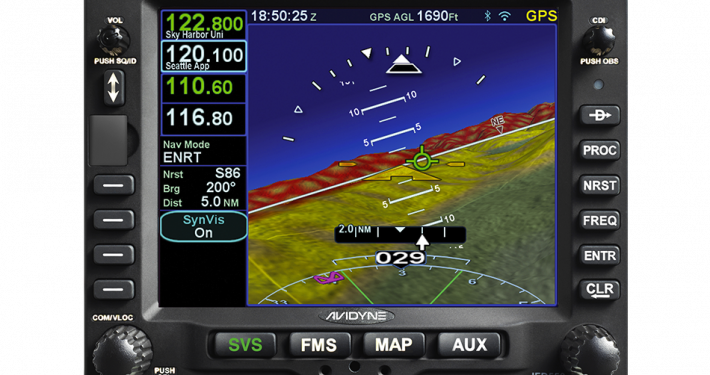 VOL
PUSH SQ/ID
122.800
Sky Harbor Uni
120.100
Seattle App
110.60
116.80
Nav Mode
ENRT
Nrst S86
Brg 200°
Dist 5.0 NM
SynVis
On
18:50:25 Z
GPS AGL 1690Ft
GPS
10
10
5
5
NE
5
5
10
2.0 NM
029
33
3
6
CDI
PUSH OBS
D
PROC
NRST
FREQ
ENTR
CLR
AVIDYNE
COM/VLOC
PUSH
SVS
FMS
MAP
AUX